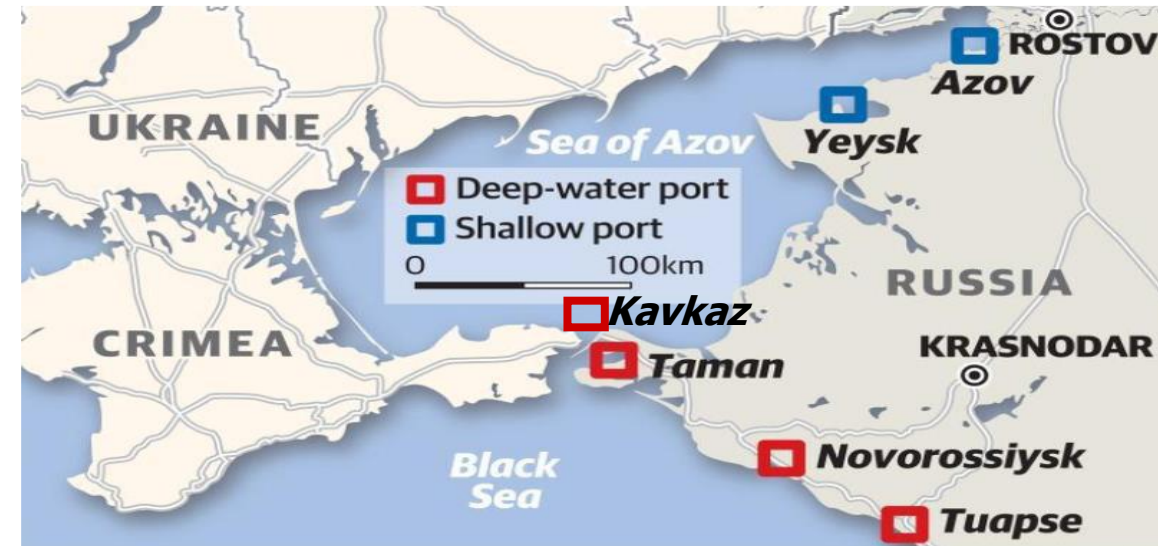 ROSTOV
Azov
UKRAINE
Sea of Azov
Yeysk
Deep-water port
Shallow port
0 100km
RUSSIA
Kavkaz
CRIMEA
KRASNODAR
Taman
Black
Sea
Novorossiysk
Tuapse